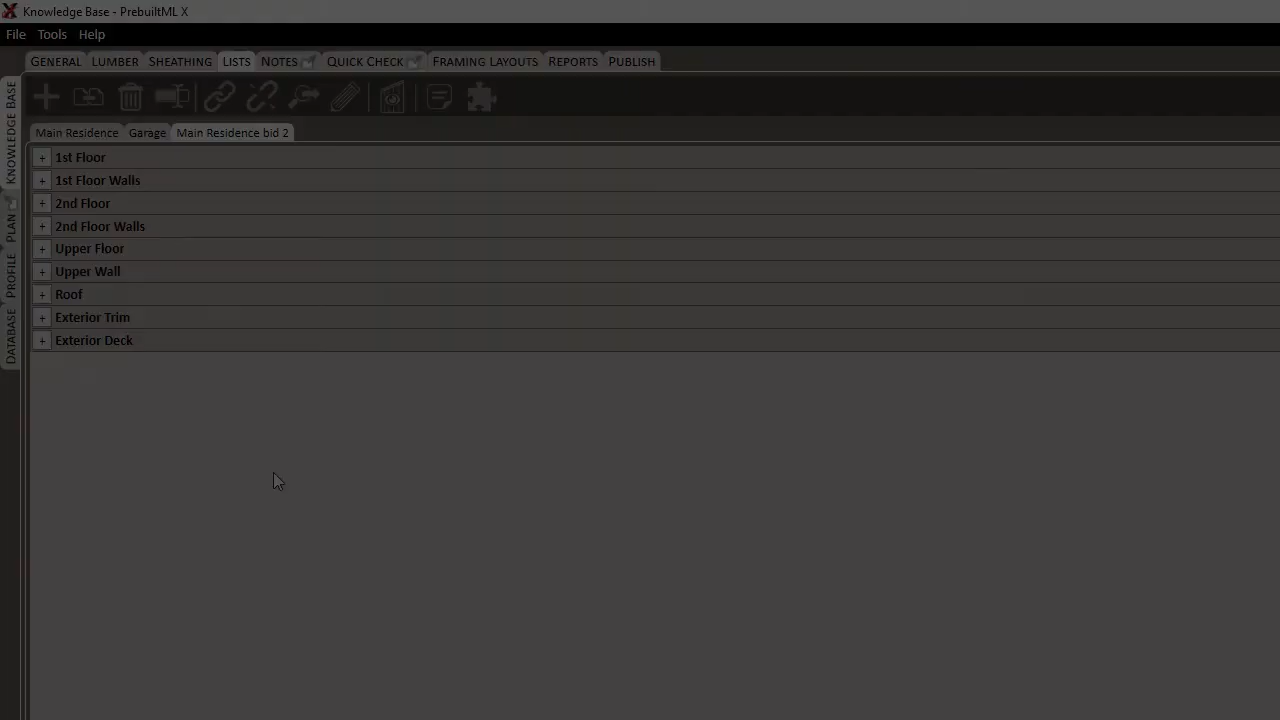 Knowledge Base - PrebuiltML X
File Tools Help
GENERAL LUMBER SHEATHING LISTS NOTES QUICK CHECK FRAMING LAYOUTS REPORTS PUBLISH
KNOWLEDGE BASE
PLAN
PROFILE
DATABASE
Main Residence Garage Main Residence bid 2
+ 1st Floor
+ 1st Floor Walls
+ 2nd Floor
+ 2nd Floor Walls
+ Upper Floor
+ Upper Wall
+ Roof
+ Exterior Trim
+ Exterior Deck